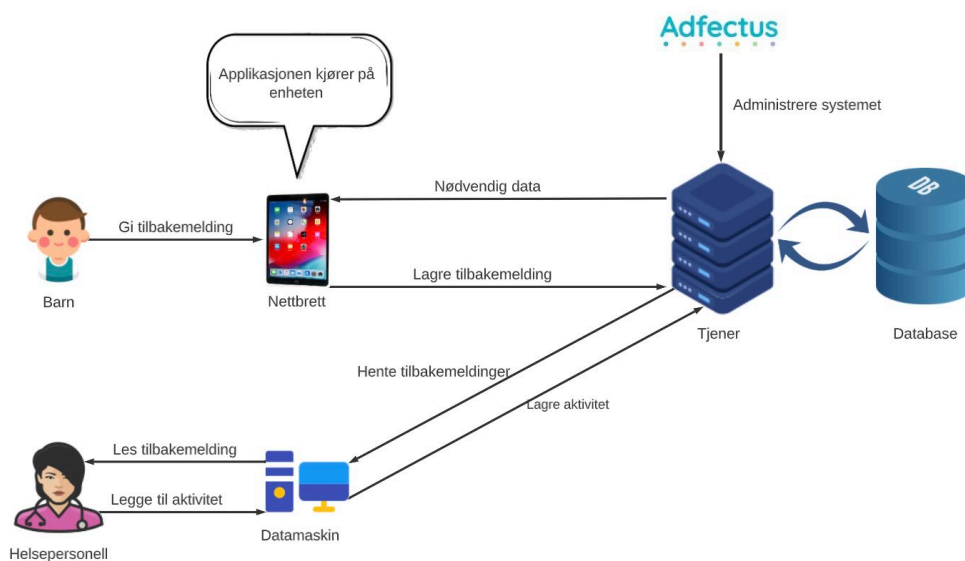 Adfectus
Applikasjonen kjører på
enheten
Administrere systemet
Nødvendig data
DB
Gi tilbakemelding
Lagre tilbakemelding
Barn
Nettbrett
Tjener
Database
Hente tilbakemeldinger
Lagre aktivitet
Les tilbakemelding
Legge til aktivitet
Datamaskin
Helsepersonell